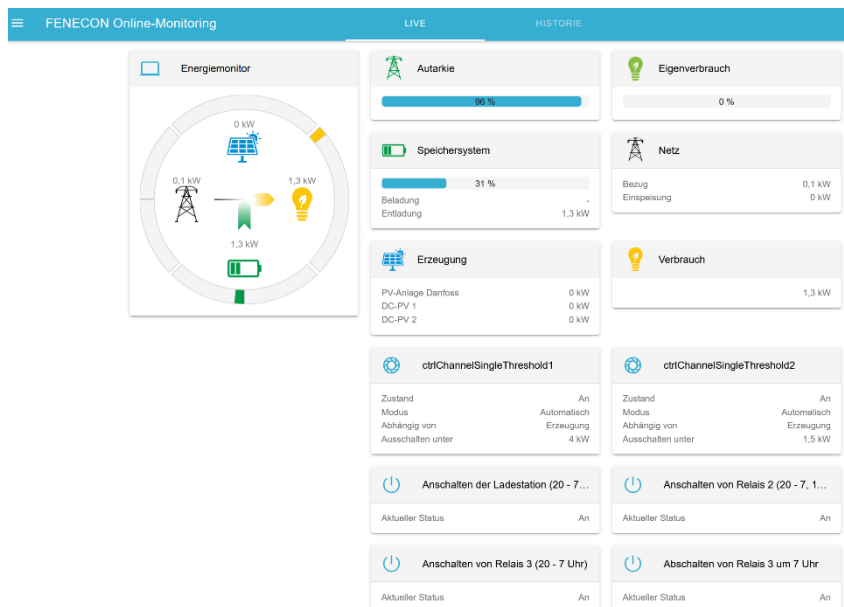 FENECON Online-Monitoring
LIVE
HISTORIE
Energiemonitor
0 kW
0,1 kW
1,3 kW
1,3 kW
Autarkie
96 %
Eigenverbrauch
0 %
Speichersystem
31 %
Beladung -
Entladung 1,3 kW
Netz
Bezug 0,1 kW
Einspeisung 0 kW
Erzeugung
PV-Anlage Danfoss 0 kW
DC-PV 1 0 kW
DC-PV 2 0 kW
Verbrauch
1,3 kW
ctrlChannelSingleThreshold1
Zustand An
Modus Automatisch
Abhängig von Erzeugung
Ausschalten unter 4 kW
ctrlChannelSingleThreshold2
Zustand An
Modus Automatisch
Abhängig von Erzeugung
Ausschalten unter 1,5 kW
Anschalten der Ladestation (20 - 7...
Aktueller Status An
Anschalten von Relais 2 (20 - 7, 1...
Aktueller Status An
Anschalten von Relais 3 (20 - 7 Uhr)
Aktueller Status An
Abschalten von Relais 3 um 7 Uhr
Aktueller Status An